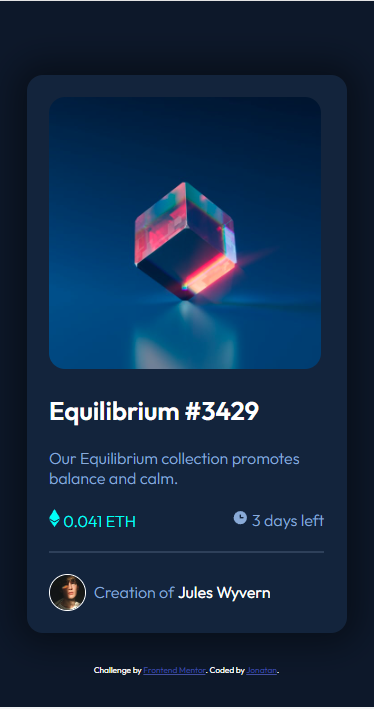 Equilibrium #3429
Our Equilibrium collection promotes
balance and calm.
0.041 ETH
3 days left
Creation of Jules Wyvern
Challenge by Frontend Mentor. Coded by Jonatan.